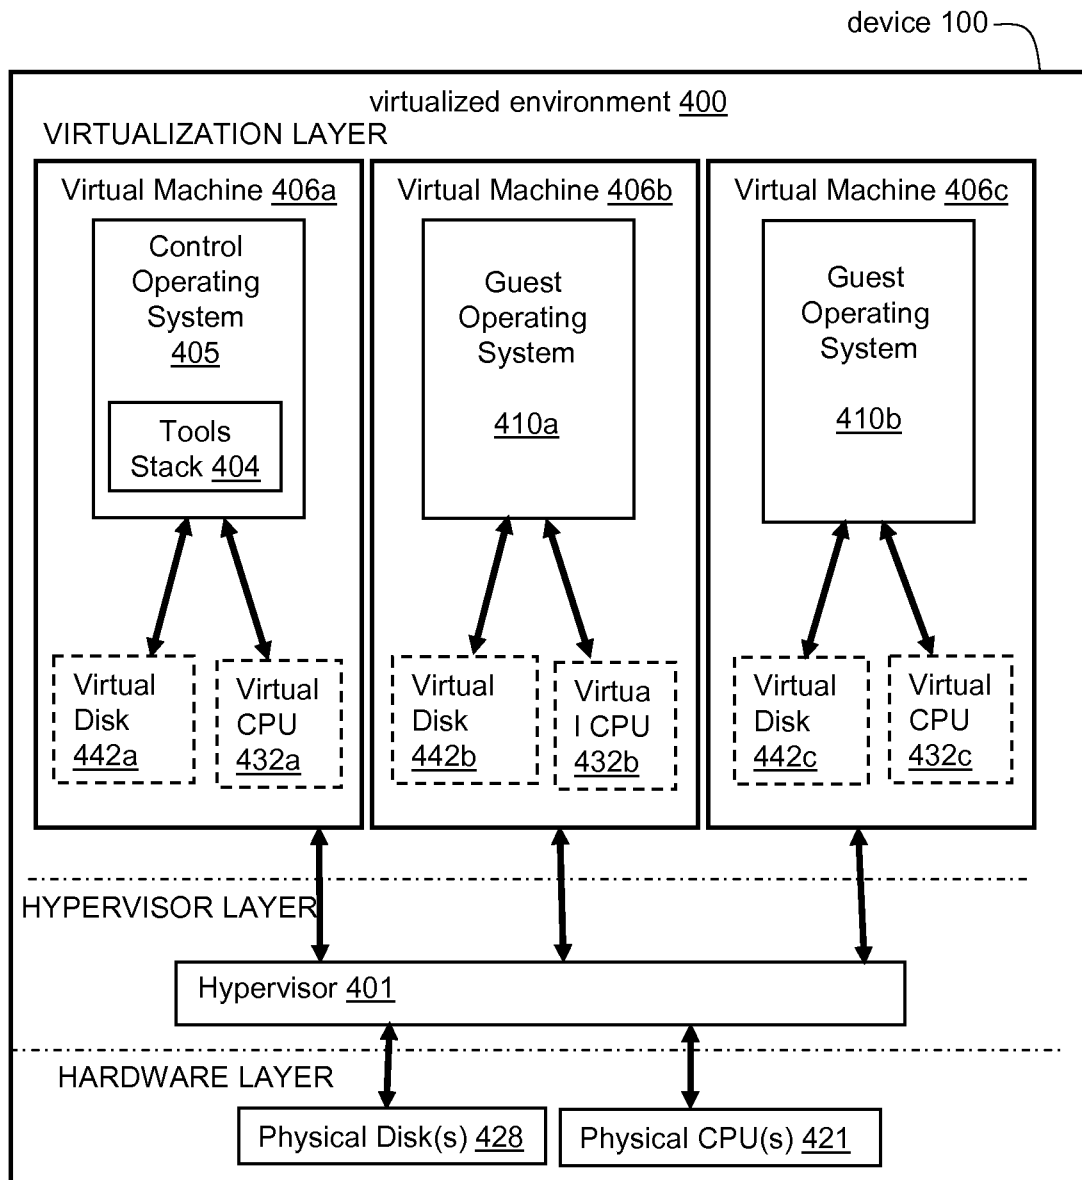 device 100
virtualized environment 400
VIRTUALIZATION LAYER
Virtual Machine 406a
Control
Operating
System
405
Tools
Stack 404
Virtual
Disk
442a
Virtual
CPU
432a
Virtual Machine 406b
Guest
Operating
System
410a
Virtual
Disk
442b
Virtua
l CPU
432b
Virtual Machine 406c
Guest
Operating
System
410b
Virtual
Disk
442c
Virtual
CPU
432c
HYPERVISOR LAYER
Hypervisor 401
HARDWARE LAYER
Physical Disk(s) 428
Physical CPU(s) 421